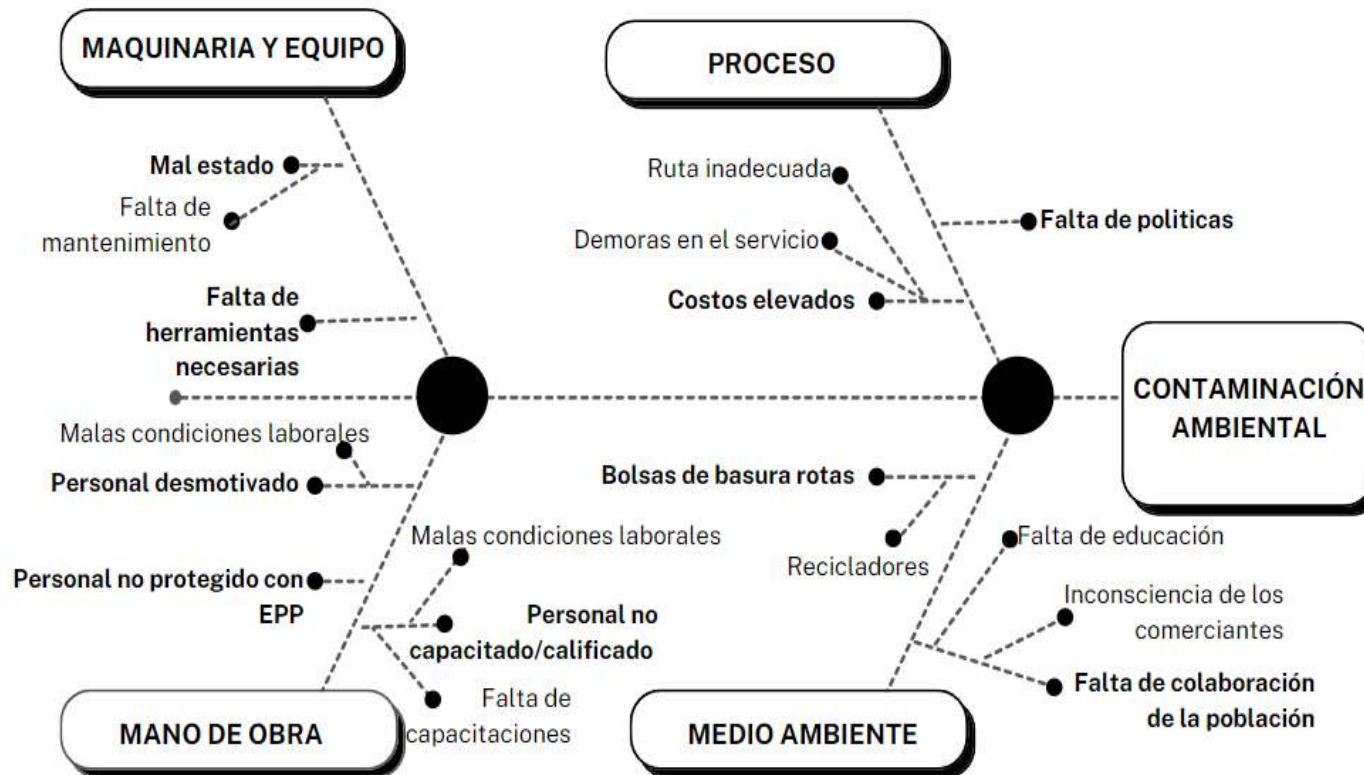 MAQUINARIA Y EQUIPO
PROCESO
Mal estado
Falta de
mantenimiento
Falta de
herramientas
necesarias
Ruta inadecuada
Demoras en el servicio
Costos elevados
Falta de politicas
CONTAMINACIÓN
AMBIENTAL
Malas condiciones laborales
Personal desmotivado
Personal no protegido con
EPP
Malas condiciones laborales
Personal no
capacitado/calificado
Falta de
capacitaciones
MANO DE OBRA
Bolsas de basura rotas
Recicladores
Falta de educación
Inconsciencia de los
comerciantes
Falta de colaboración
de la población
MEDIO AMBIENTE